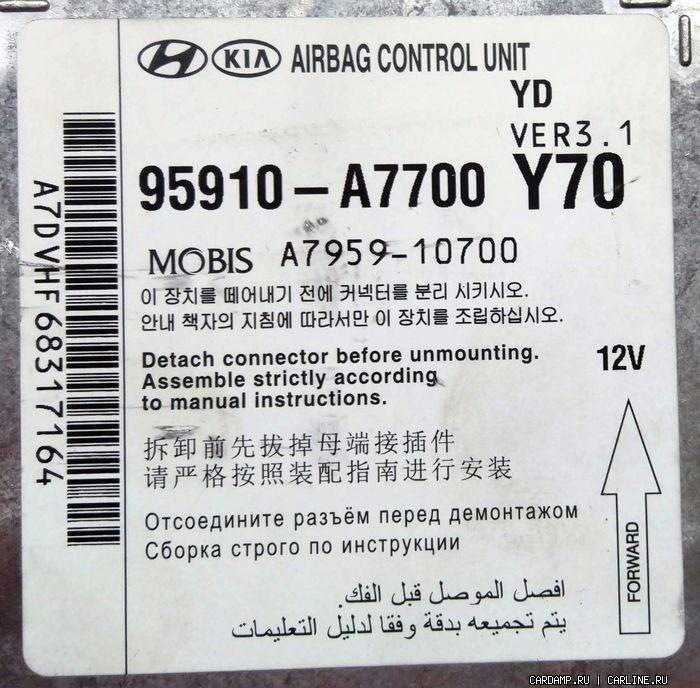 KIA AIRBAG CONTROL UNIT
YD
VER3.1
95910-A7700 Y70
MOBIS A7959-10700
이 장치를 떼어내기 전에 커넥터를 분리 시키시오.
안내 책자의 지침에 따라서만 이 장치를 조립하십시오.
Detach connector before unmounting.
Assemble strictly according
to manual instructions.
12V
拆卸前先拔掉母端接插件
请严格按照装配指南进行安装
Отсоедините разъём перед демонтажом
Сборка строго по инструкции
افصل الموصل قبل الفك.
يتم تجميعه بدقة وفقا لدليل التعليمات
FORWARD
A7DVHF68317164
CARDAMP.RU | CARLINE.RU